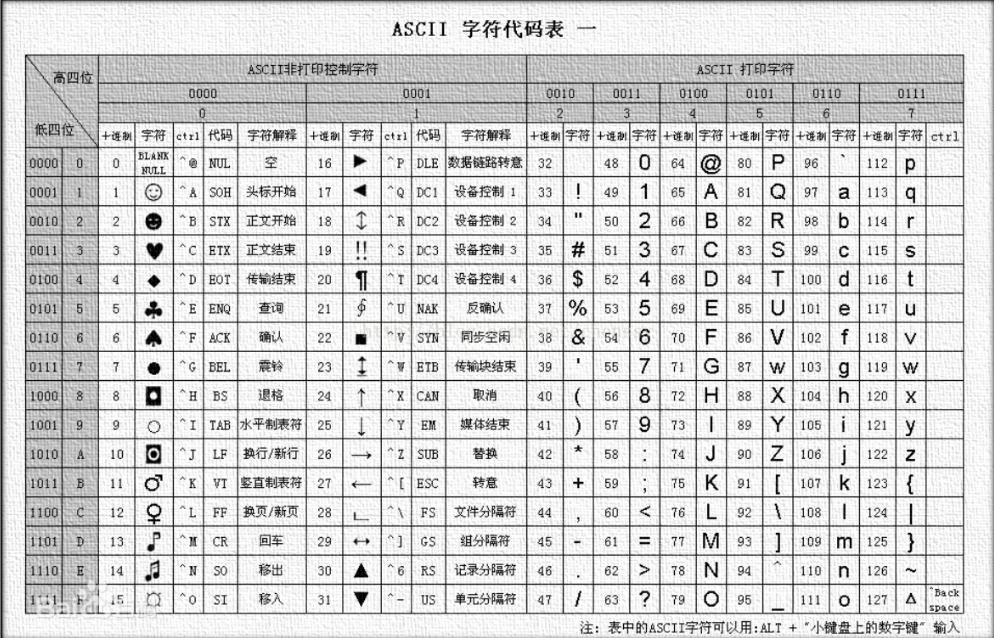 ASCII 字符代码表 一
高四位 ASCII非打印控制字符 ASCII 打印字符
0000 0001 0010 0011 0100 0101 0110 0111
0 1 2 3 4 5 6 7
低四位 十进制 字符 ctrl 代码 字符解释 十进制 字符 ctrl 代码 字符解释 十进制 字符 十进制 字符 十进制 字符 十进制 字符 十进制 字符 十进制 字符 ctrl
0000 0 0 BLANK NULL ^@ NUL 空 16 ► ^P DLE 数据链路转意 32 48 0 64 @ 80 P 96 ` 112 p
0001 1 1 ☺ ^A SOH 头标开始 17 ◄ ^Q DC1 设备控制 1 33 ! 49 1 65 A 81 Q 97 a 113 q
0010 2 2 ☻ ^B STX 正文开始 18 ↕ ^R DC2 设备控制 2 34 " 50 2 66 B 82 R 98 b 114 r
0011 3 3 ♥ ^C ETX 正文结束 19 ‼ ^S DC3 设备控制 3 35 # 51 3 67 C 83 S 99 c 115 s
0100 4 4 ♦ ^D EOT 传输结束 20 ¶ ^T DC4 设备控制 4 36 $ 52 4 68 D 84 T 100 d 116 t
0101 5 5 ♣ ^E ENQ 查询 21 ∮ ^U NAK 反确认 37 % 53 5 69 E 85 U 101 e 117 u
0110 6 6 ♠ ^F ACK 确认 22 ■ ^V SYN 同步空闲 38 & 54 6 70 F 86 V 102 f 118 v
0111 7 7 ● ^G BEL 震铃 23 ↨ ^W ETB 传输块结束 39 ' 55 7 71 G 87 w 103 g 119 w
1000 8 8 ◘ ^H BS 退格 24 ↑ ^X CAN 取消 40 ( 56 8 72 H 88 X 104 h 120 x
1001 9 9 ○ ^I TAB 水平制表符 25 ↓ ^Y EM 媒体结束 41 ) 57 9 73 I 89 Y 105 i 121 y
1010 A 10 ◙ ^J LF 换行/新行 26 → ^Z SUB 替换 42 * 58 : 74 J 90 Z 106 j 122 z
1011 B 11 ♂ ^K VT 竖直制表符 27 ← ^[ ESC 转意 43 + 59 ; 75 K 91 [ 107 k 123 {
1100 C 12 ♀ ^L FF 换页/新页 28 ∟ ^\ FS 文件分隔符 44 , 60 < 76 L 92 \ 108 l 124 |
1101 D 13 ♪ ^M CR 回车 29 ↔ ^] GS 组分隔符 45 - 61 = 77 M 93 ] 109 m 125 }
1110 E 14 ♫ ^N SO 移出 30 ▲ ^6 RS 记录分隔符 46 . 62 > 78 N 94 ^ 110 n 126 ~
1111 15 ☼ ^O SI 移入 31 ▼ ^- US 单元分隔符 47 / 63 ? 79 O 95 _ 111 o 127 Δ ^Back space
注：表中的ASCII字符可以用:ALT + "小键盘上的数字键" 输入